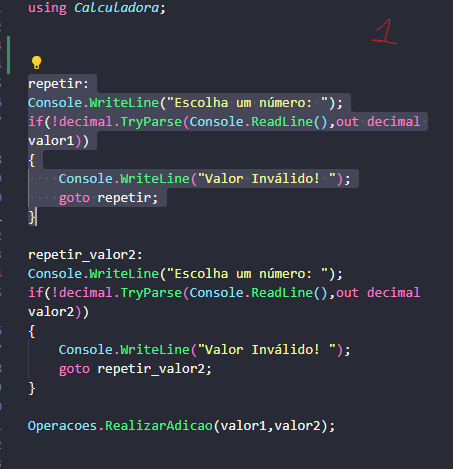 using Calculadora;
1
repetir:
Console.WriteLine("Escolha um número: ");
if(!decimal.TryParse(Console.ReadLine(),out decimal
valor1))
{
Console.WriteLine("Valor Inválido! ");
goto repetir;
}
repetir_valor2:
Console.WriteLine("Escolha um número: ");
if(!decimal.TryParse(Console.ReadLine(),out decimal
valor2))
{
Console.WriteLine("Valor Inválido! ");
goto repetir_valor2;
}
Operacoes.RealizarAdicao(valor1,valor2);